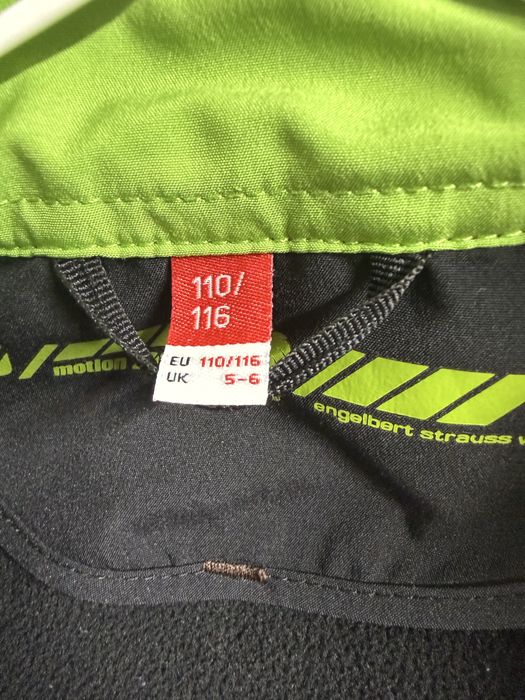 110/
116
EU 110/116
UK 5-6
motion
engelbert strauss